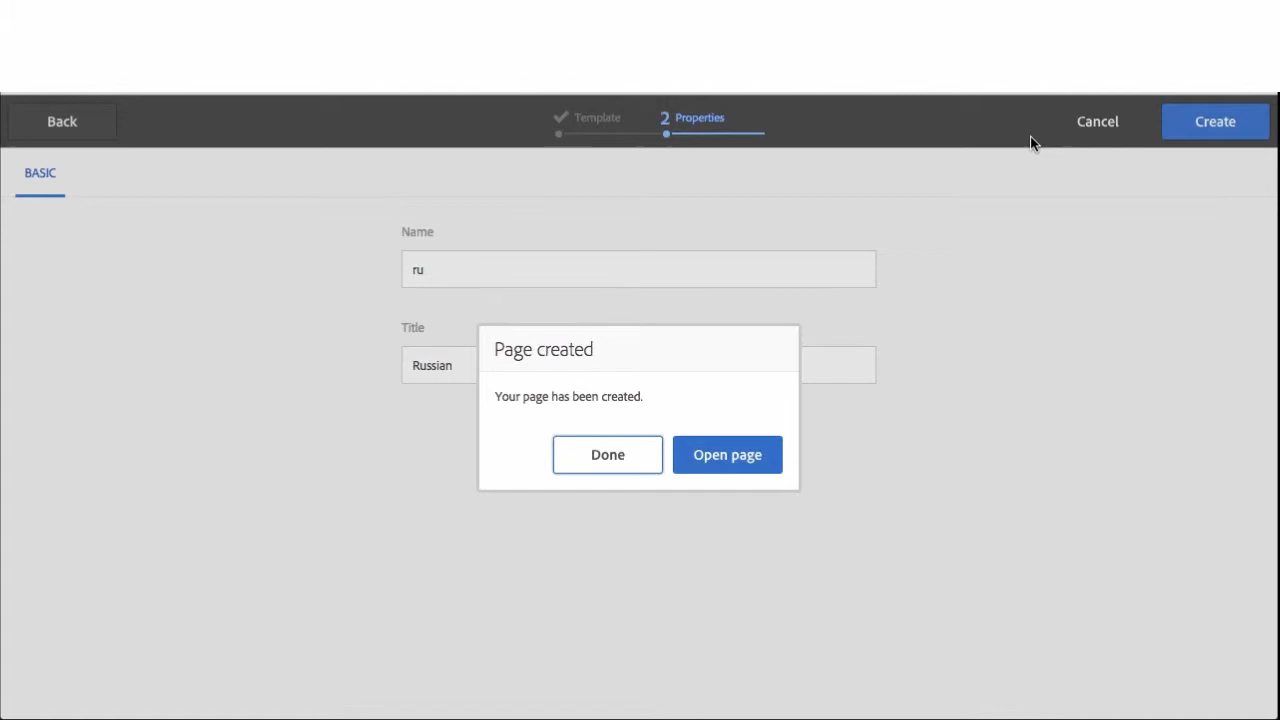 Back
Template
2 Properties
Cancel
Create
BASIC
Name
ru
Title
Russian
Page created
Your page has been created.
Done
Open page